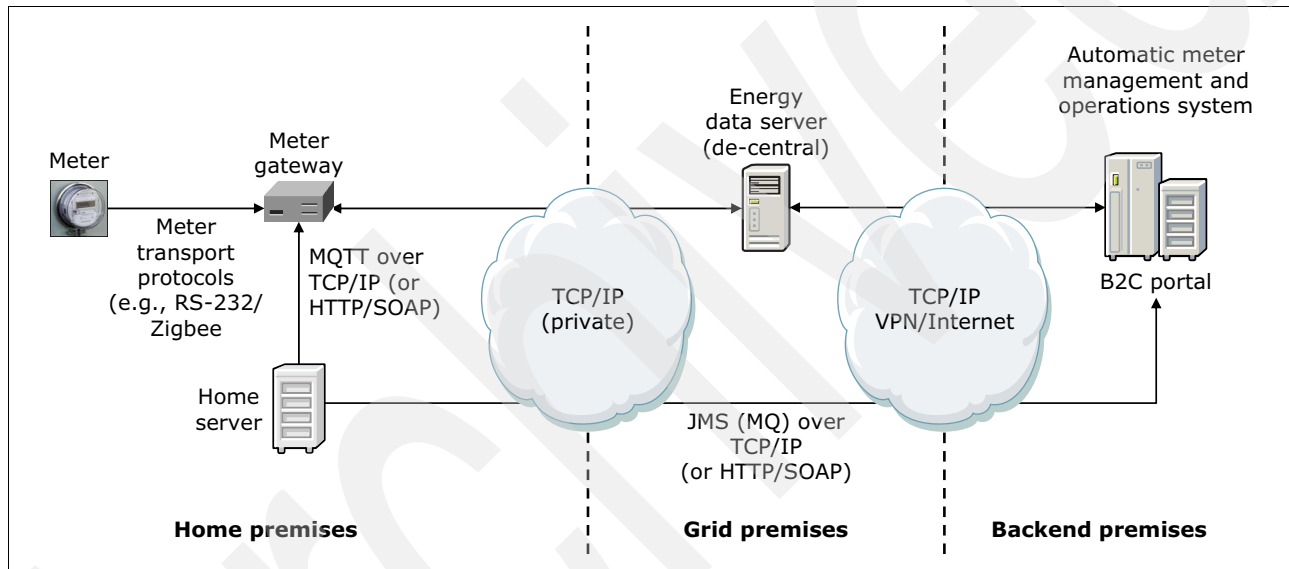 Automatic meter
management and
operations system
Energy
data server
(de-central)
Meter
gateway
Meter
Meter
transport
protocols
(e.g., RS-232/
Zigbee
MQTT over
TCP/IP (or
HTTP/SOAP)
TCP/IP
(private)
TCP/IP
VPN/Internet
B2C portal
Home
server
JMS (MQ) over
TCP/IP
(or HTTP/SOAP)
Home premises
Grid premises
Backend premises